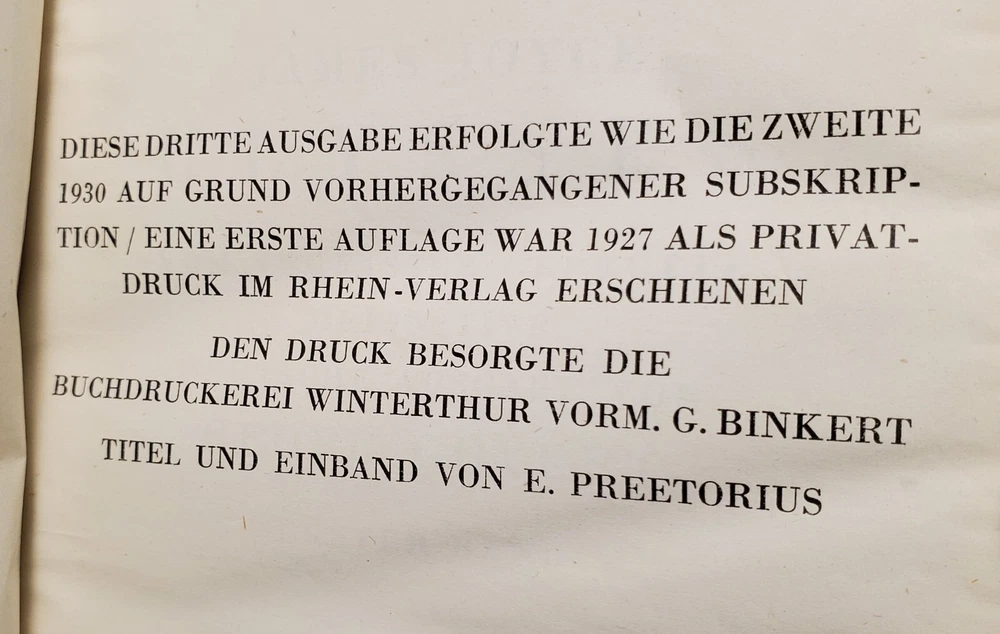 DIESE DRITTE AUSGABE ERFOLGTE WIE DIE ZWEITE
1930 AUF GRUND VORHERGEGANGENER SUBSKRIP-
TION / EINE ERSTE AUFLAGE WAR 1927 ALS PRIVAT-
DRUCK IM RHEIN-VERLAG ERSCHIENEN
DEN DRUCK BESORGTE DIE
BUCHDRUCKEREI WINTERTHUR VORM. G. BINKERT
TITEL UND EINBAND VON E. PREETORIUS